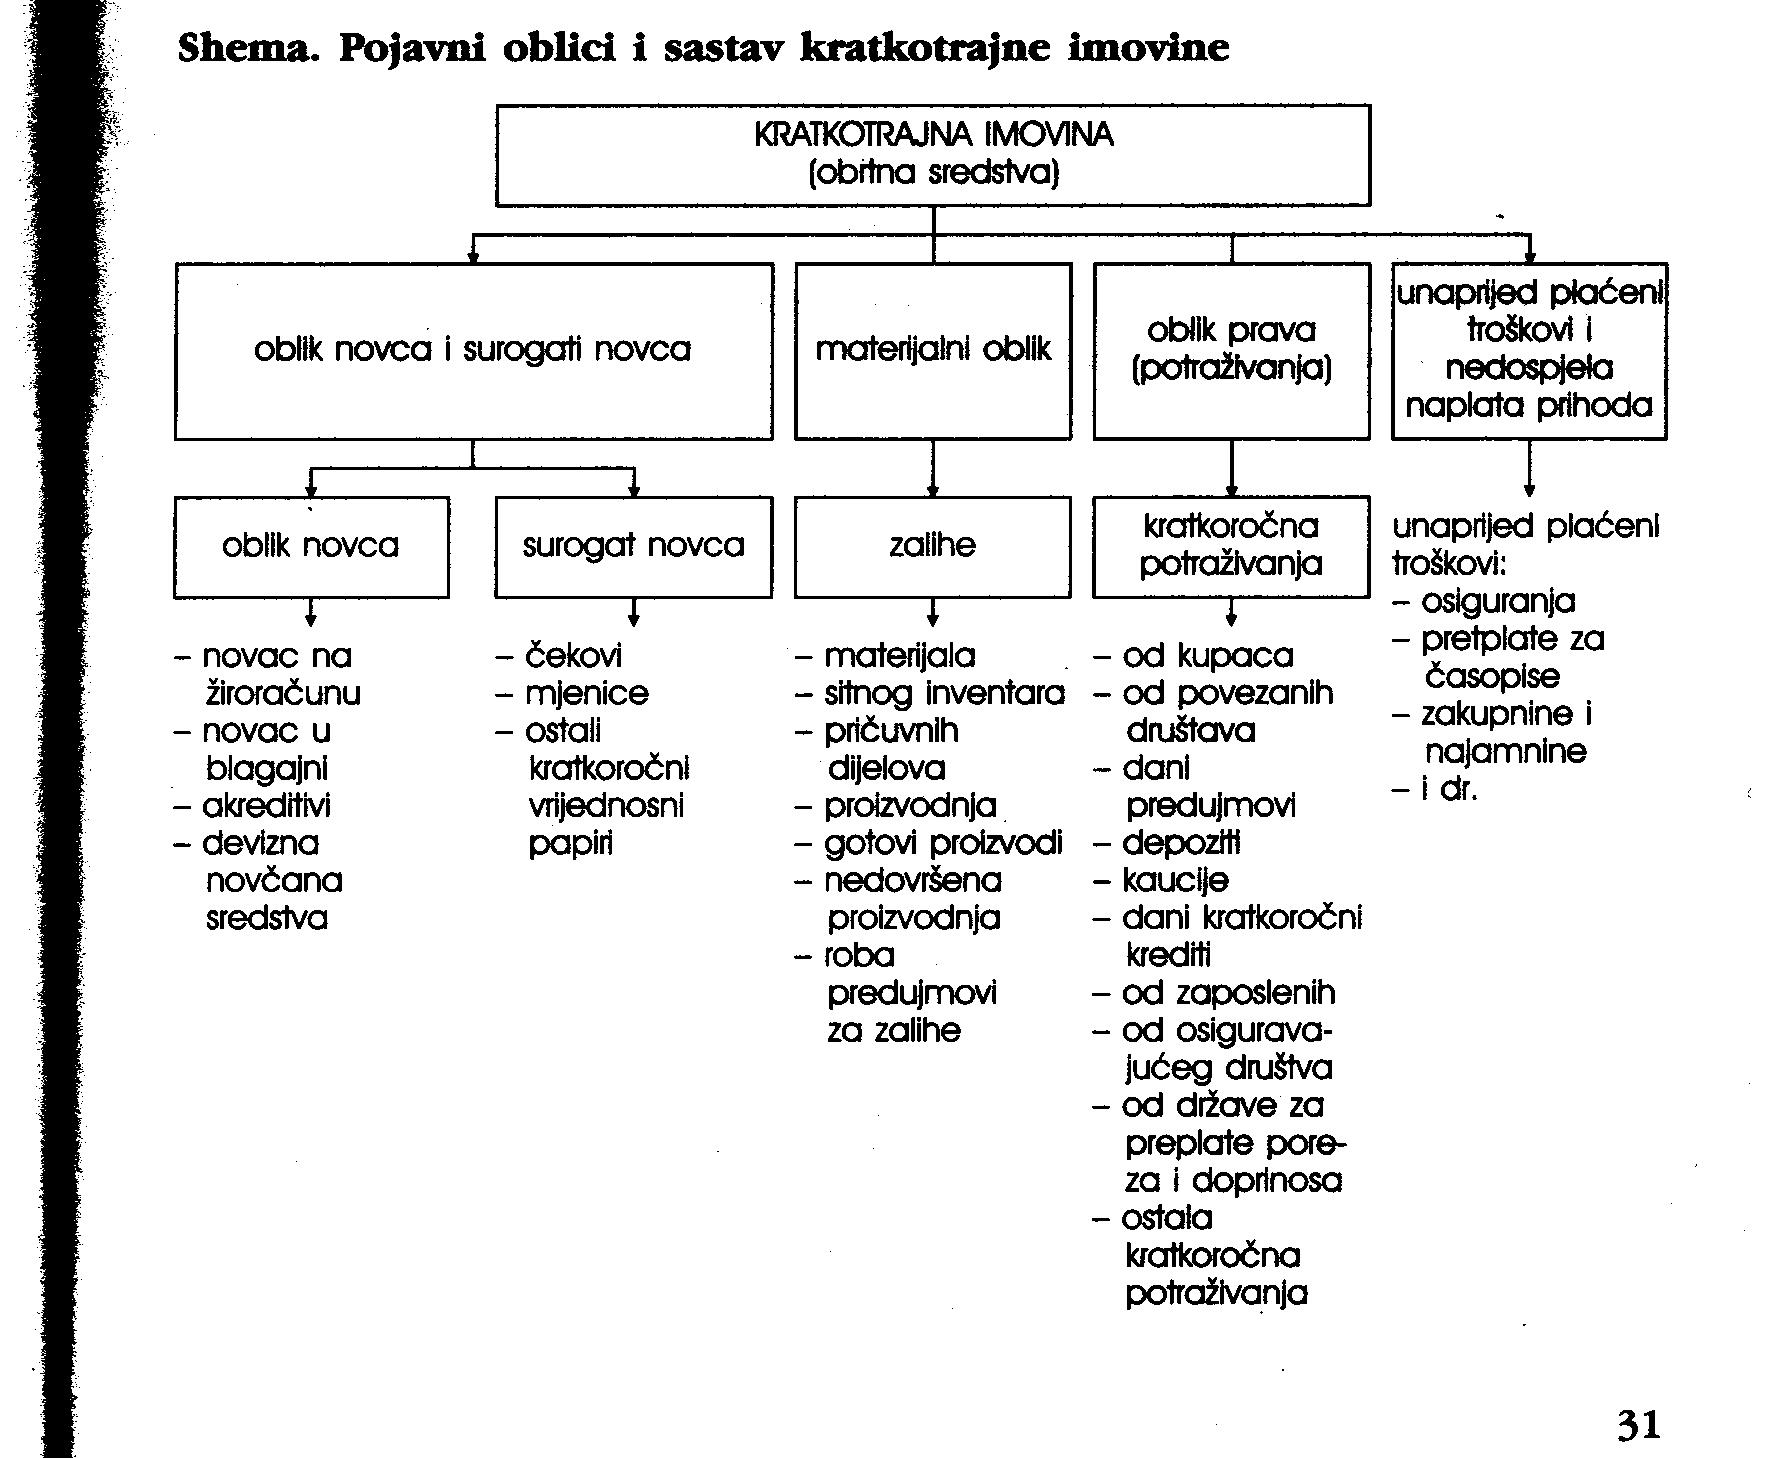 Shema. Pojavni oblici i sastav kratkotrajne imovine
KRATKOTRAJNA IMOVINA
(obrtna sredstva)
oblik novca i surogati novca
materijalni oblik
oblik prava
(potraživanja)
unaprijed plaćeni
troškovi i
nedospjela
naplata prihoda
oblik novca
surogat novca
zalihe
kratkoročna
potraživanja
– novac na
žiroračunu
– novac u
blagajni
– akreditivi
– devizna
novčana
sredstva
– čekovi
– mjenice
– ostali
kratkoročni
vrijednosni
papiri
– materijala
– sitnog inventara
– pričuvnih
dijelova
– proizvodnja
– gotovi proizvodi
– nedovršena
proizvodnja
– roba
predujmovi
za zalihe
– od kupaca
– od povezanih
društava
– dani
predujmovi
– depoziti
– kaucije
– dani kratkoročni
krediti
– od zaposlenih
– od osigurava-
jućeg društva
– od države za
preplate pore-
za i doprinosa
– ostala
kratkoročna
potraživanja
unaprijed plaćeni
troškovi:
– osiguranja
– pretplate za
časopise
– zakupnine i
najamnine
– i dr.
31